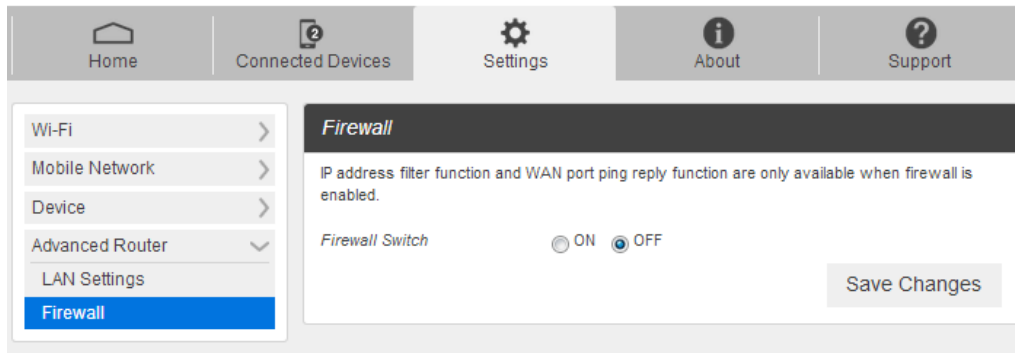 2
Home
Connected Devices
Settings
About
Support
Wi-Fi
Mobile Network
Device
Advanced Router
LAN Settings
Firewall
Firewall
IP address filter function and WAN port ping reply function are only available when firewall is
enabled.
Firewall Switch ON OFF
Save Changes